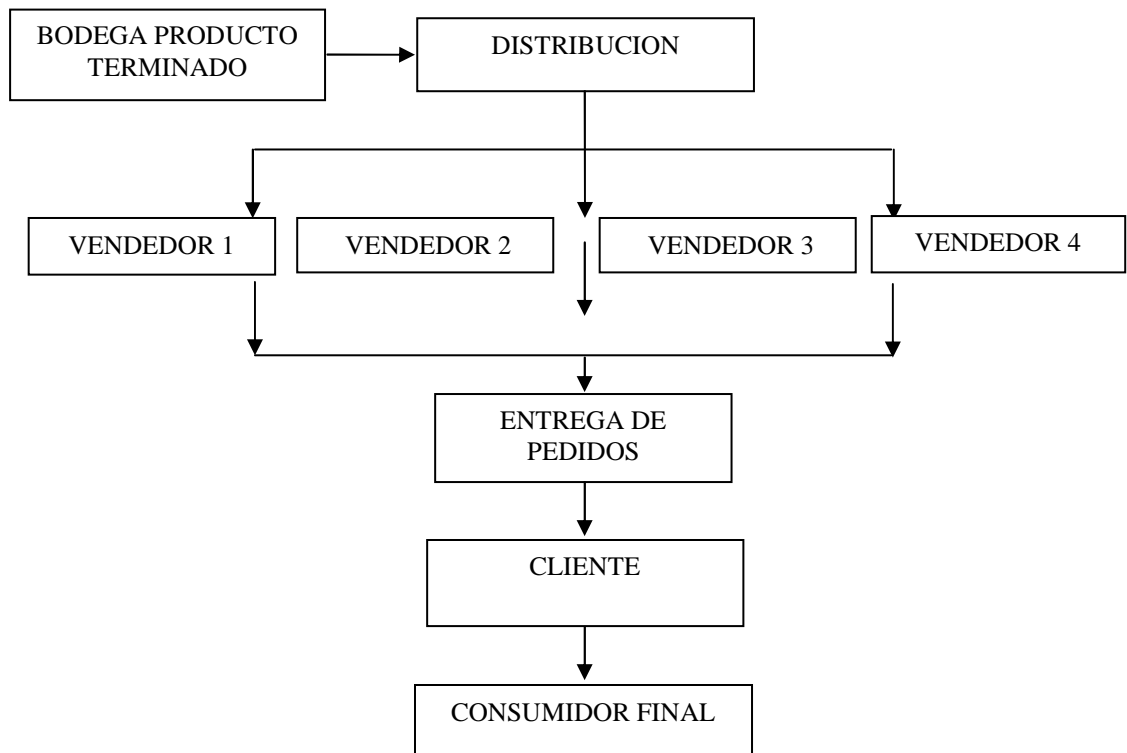 BODEGA PRODUCTO
TERMINADO
DISTRIBUCION
VENDEDOR 1
VENDEDOR 2
VENDEDOR 3
VENDEDOR 4
ENTREGA DE
PEDIDOS
CLIENTE
CONSUMIDOR FINAL